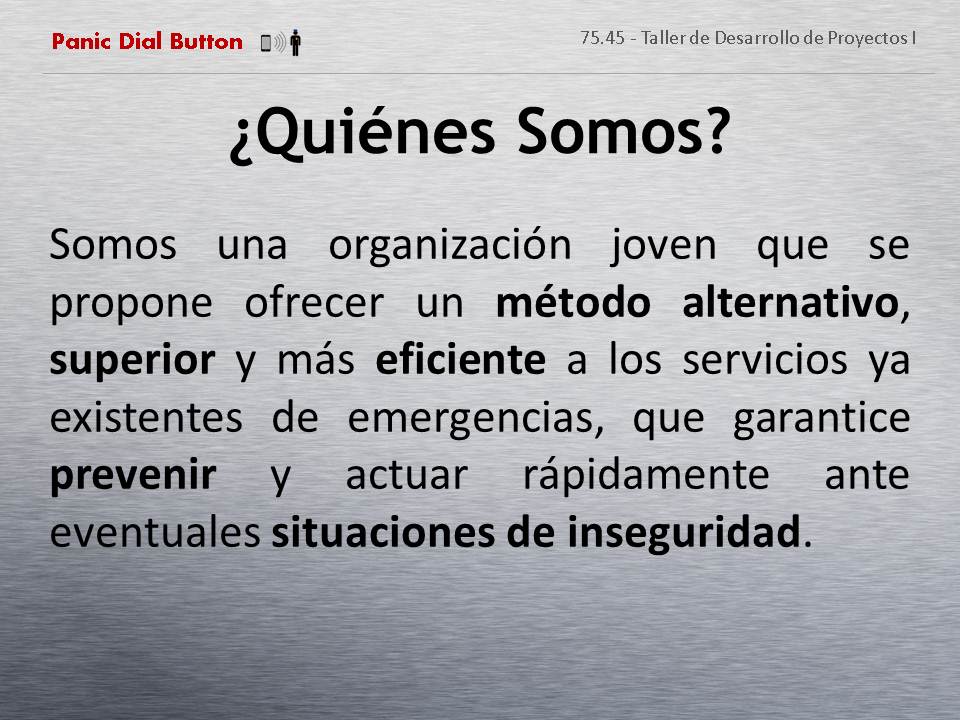 Panic Dial Button
75.45 - Taller de Desarrollo de Proyectos I
¿Quiénes Somos?
Somos una organización joven que se
propone ofrecer un método alternativo,
superior y más eficiente a los servicios ya
existentes de emergencias, que garantice
prevenir y actuar rápidamente ante
eventuales situaciones de inseguridad.